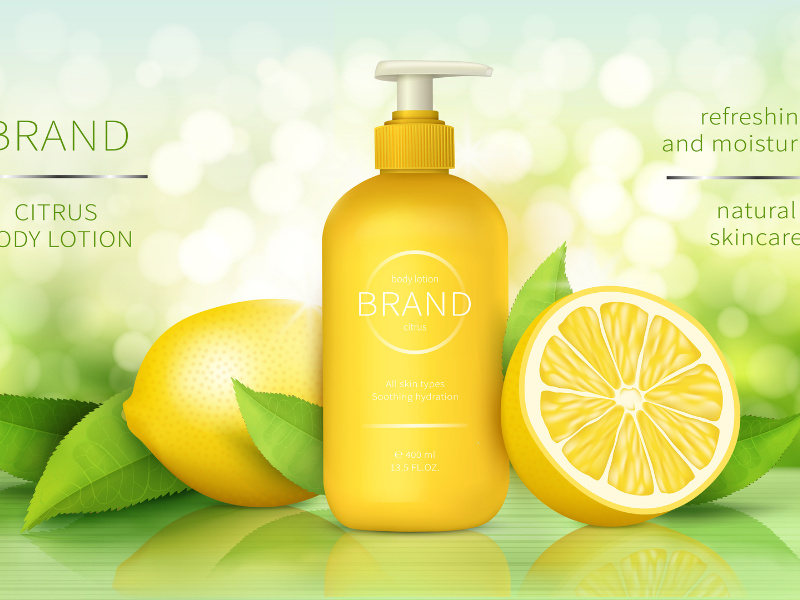 BRAND
CITRUS
ODY LOTION
body lotion
BRAND
citrus
All skin types
Soothing hydration
400 ml
13.5 FL.OZ.
refreshin
and moistur
natural
skincare